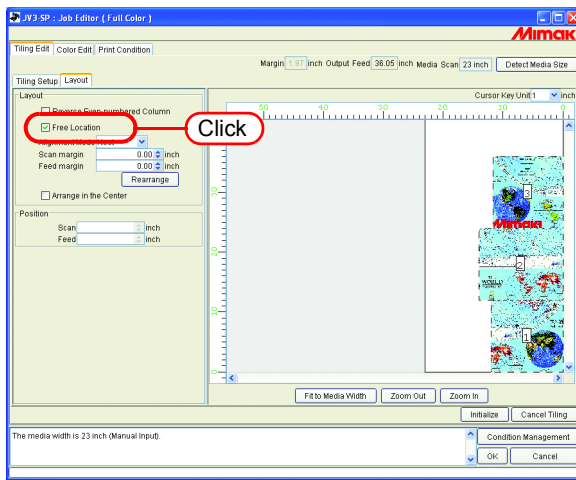 JV3-SP : Job Editor ( Full Color )
Mimaki
Tiling Edit Color Edit Print Condition
Margin 1.97 inch Output Feed 36.05 inch Media Scan 23 inch Detect Media Size
Tiling Setup Layout
Layout
Cursor Key Unit 1 inch
Reverse Even-numbered Column
50 40 30 20 10 0
Free Location
Click
Alignment Mode
Scan margin 0.00 inch
Feed margin 0.00 inch
Rearrange
Arrange in the Center
30
3
Position
Scan inch
Feed inch
Mimaki
20
2
WORLD
10
1
0
Fit to Media Width Zoom Out Zoom In
Initialize Cancel Tiling
The media width is 23 inch (Manual Input).
Condition Management
OK Cancel